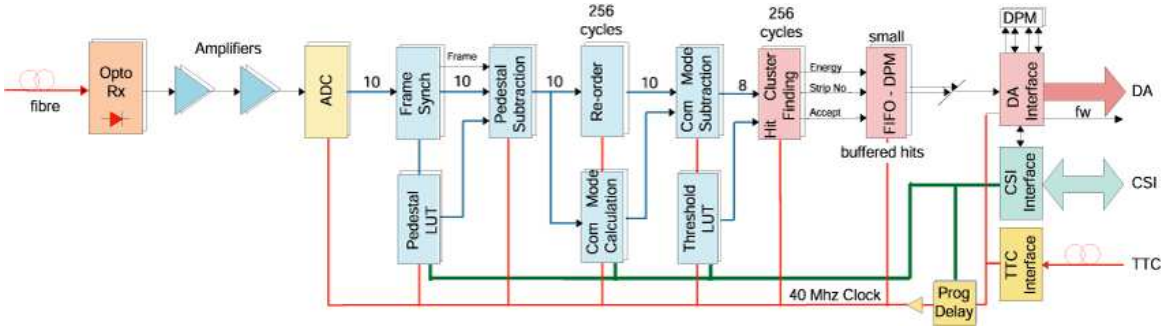 256
cycles
256
cycles
small
DPM
Amplifiers
Opto
Rx
fibre
ADC
10
Frame
Synch
Frame
10
Pedestal
Subtraction
10
Re-order
10
Com Mode
Subtraction
8
Hit Cluster
Finding
Energy
Strip No
Accept
FIFO - DPM
buffered hits
DA
Interface
DA
fw
Pedestal
LUT
Com Mode
Calculation
Threshold
LUT
CSI
Interface
CSI
TTC
Interface
TTC
40 Mhz Clock
Prog
Delay